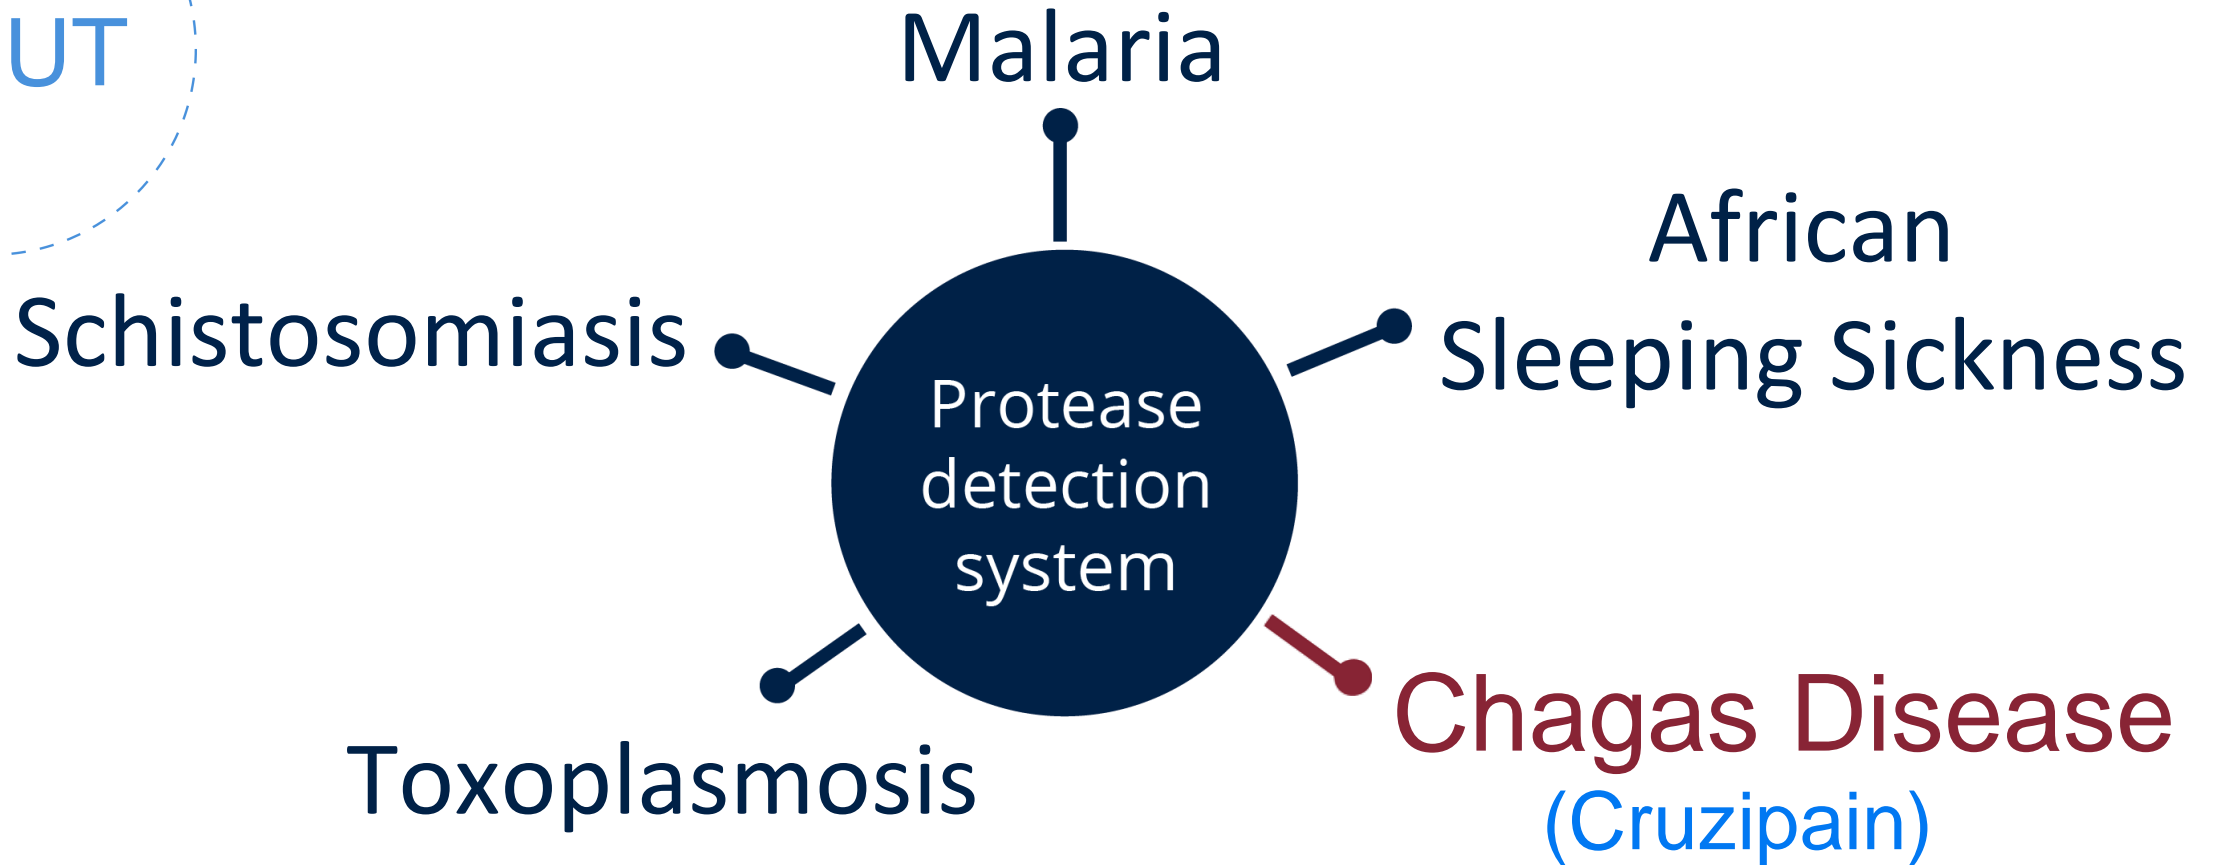 UT
Malaria
African
Sleeping Sickness
Schistosomiasis
Protease
detection
system
Toxoplasmosis
Chagas Disease
(Cruzipain)